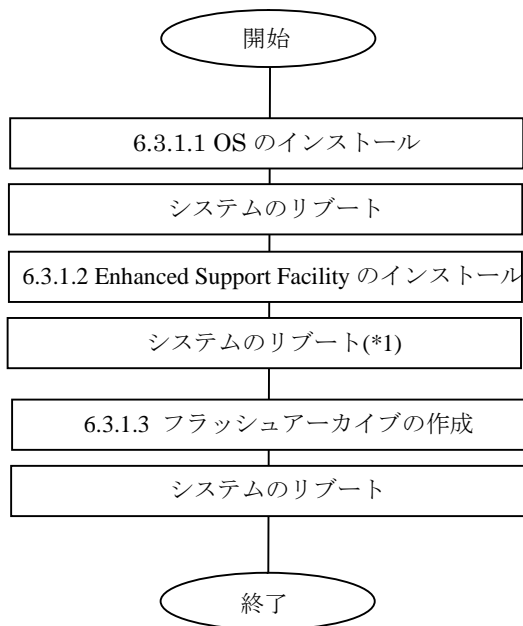 開始
6.3.1.1 OS のインストール
システムのリブート
6.3.1.2 Enhanced Support Facility のインストール
システムのリブート(*1)
6.3.1.3 フラッシュアーカイブの作成
システムのリブート
終了